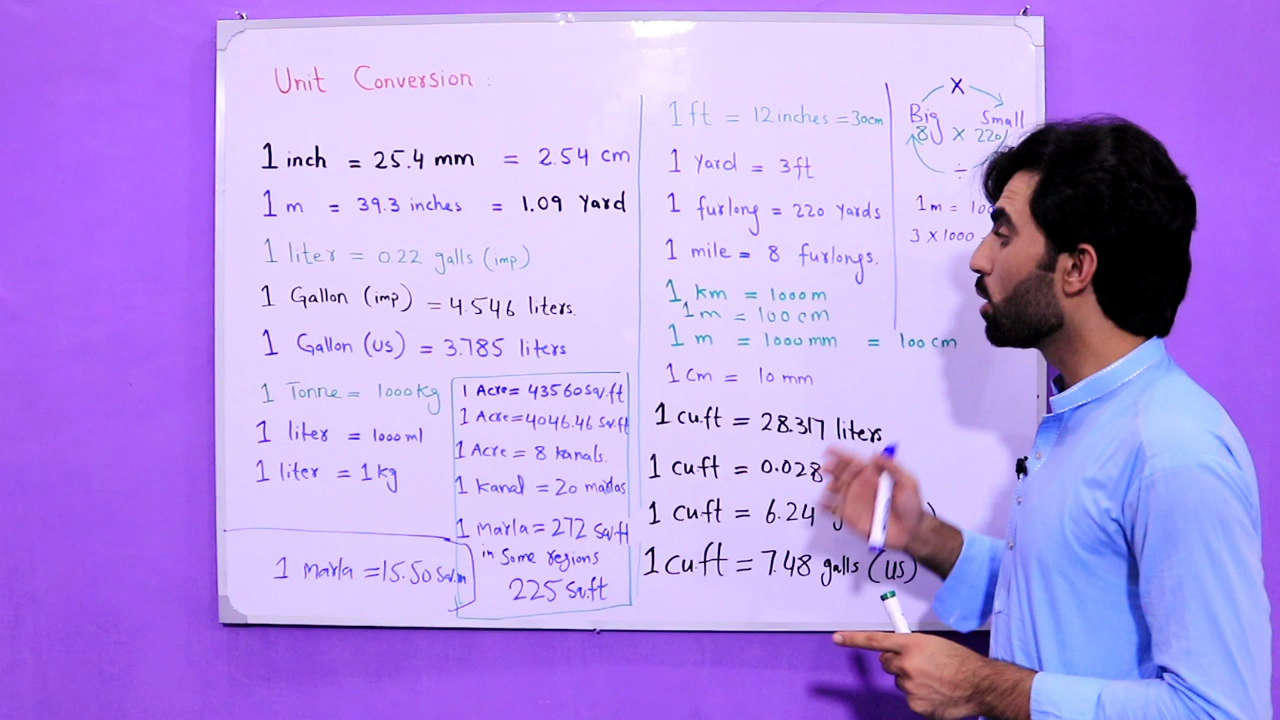 Unit Conversion :
1 inch = 25.4 mm = 2.54 cm
1 m = 39.3 inches = 1.09 yard
1 liter = 0.22 galls (imp)
1 Gallon (imp) = 4.546 liters.
1 Gallon (US) = 3.785 liters
1 Tonne = 1000 kg
1 liter = 1000 ml
1 liter = 1 kg
1 marla = 15.50 sq.m
1 Acre = 43560 sq.ft
1 Acre = 4046.46 sq.ft
1 Acre = 8 kanals.
1 kanal = 20 marlas
1 Marla = 272 sq.ft
in some regions
225 sq.ft
1 ft = 12 inches = 30cm
1 yard = 3 ft
1 furlong = 220 yards
1 mile = 8 furlongs.
1 km = 1000 m
1 m = 100 cm
1 m = 1000 mm = 100 cm
1 cm = 10 mm
1 cu.ft = 28.317 liters
1 cuft = 0.028
1 cuft = 6.24
1 cu.ft = 7.48 galls (US)
X
Big Small
8 X 220
÷
1 m =
3 X 1000